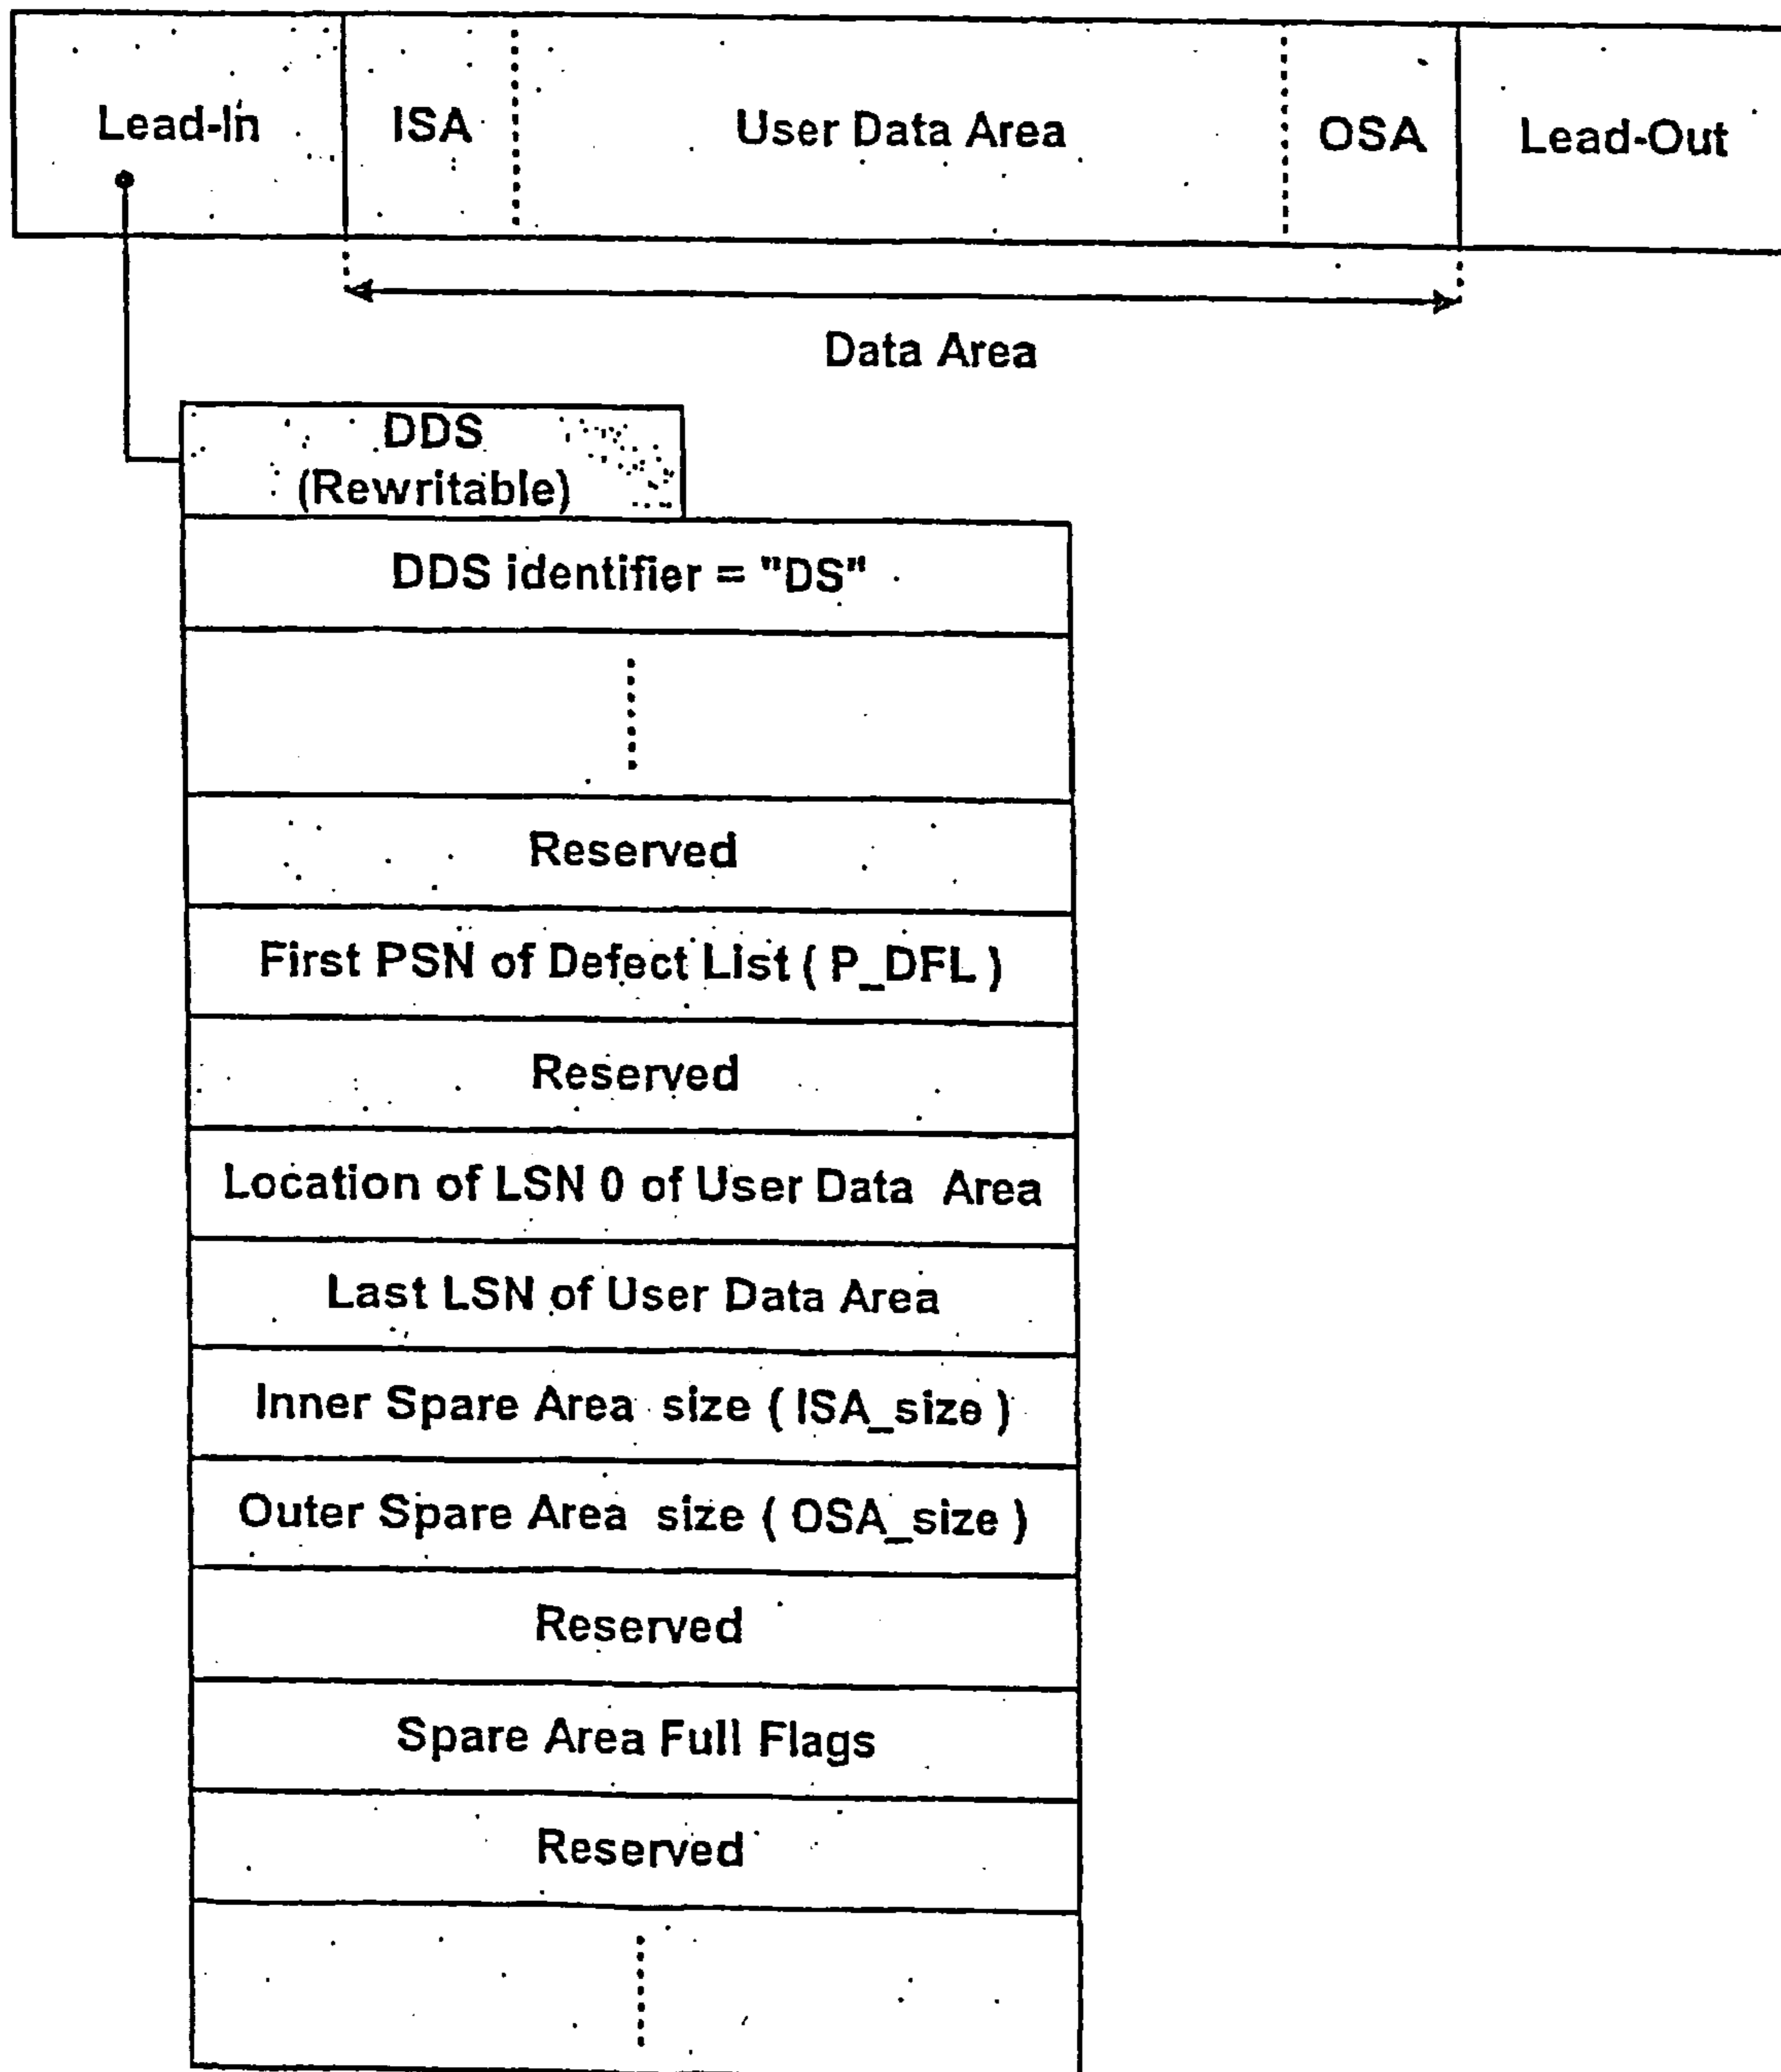 Lead-In
ISA
User Data Area
OSA
Lead-Out
Data Area
DDS
(Rewritable)
DDS identifier = "DS"
Reserved
First PSN of Defect List ( P_DFL )
Reserved
Location of LSN 0 of User Data Area
Last LSN of User Data Area
Inner Spare Area size ( ISA_size )
Outer Spare Area size ( OSA_size )
Reserved
Spare Area Full Flags
Reserved